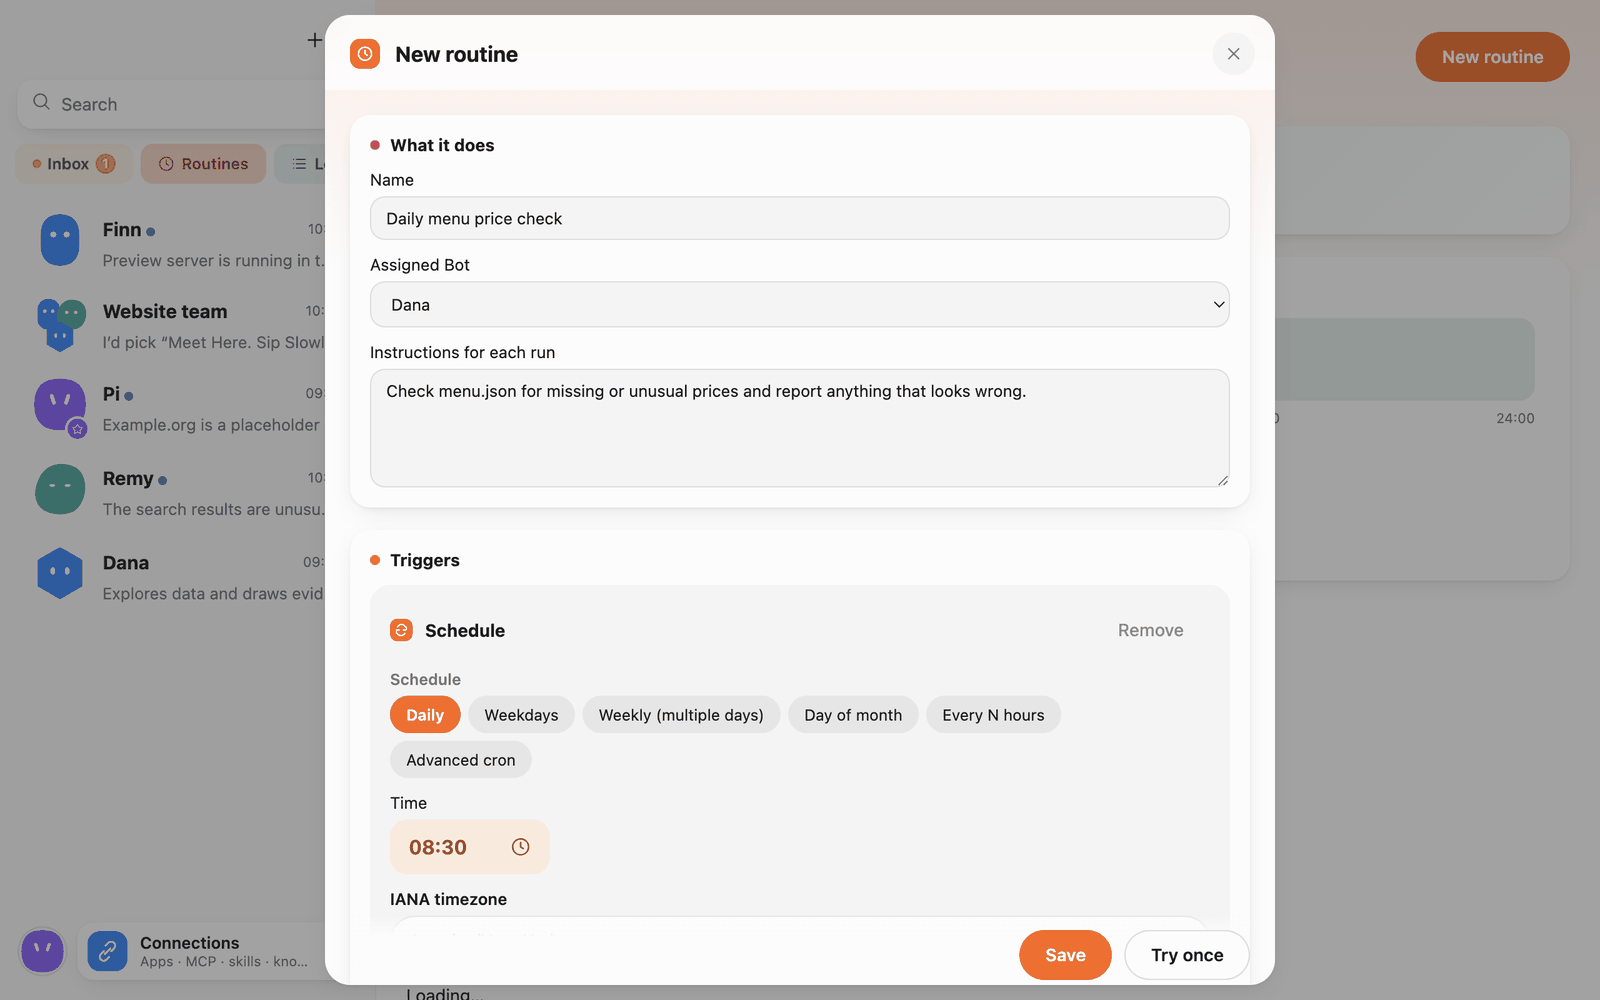 New routine
New routine
Search
Inbox 1
Routines
Finn
10:
Preview server is running in t...
Website team
10:
I'd pick “Meet Here. Sip Slowl
Pi
09:
Example.org is a placeholder
Remy
10:
The search results are unusu...
Dana
09:
Explores data and draws evid
Connections
Apps · MCP · skills · kno...
What it does
Name
Daily menu price check
Assigned Bot
Dana
Instructions for each run
Check menu.json for missing or unusual prices and report anything that looks wrong.
Triggers
Schedule
Remove
Schedule
Daily
Weekdays
Weekly (multiple days)
Day of month
Every N hours
Advanced cron
Time
08:30
IANA timezone
Save
Try once
24:00
Loading...